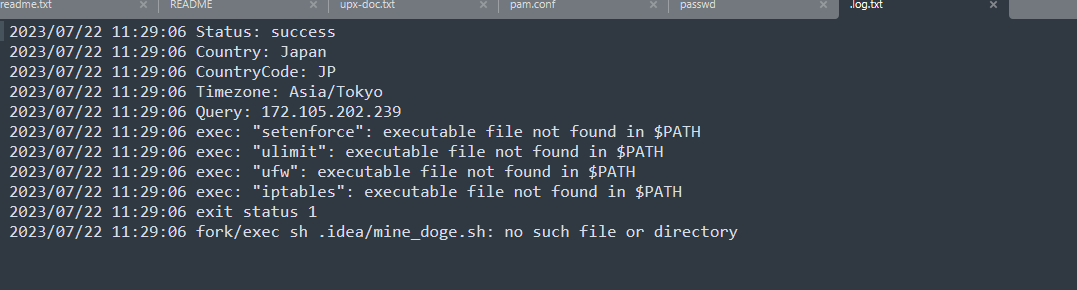 readme.txt × README × upx-doc.txt × pam.conf × passwd × .log.txt ×
2023/07/22 11:29:06 Status: success
2023/07/22 11:29:06 Country: Japan
2023/07/22 11:29:06 CountryCode: JP
2023/07/22 11:29:06 Timezone: Asia/Tokyo
2023/07/22 11:29:06 Query: 172.105.202.239
2023/07/22 11:29:06 exec: "setenforce": executable file not found in $PATH
2023/07/22 11:29:06 exec: "ulimit": executable file not found in $PATH
2023/07/22 11:29:06 exec: "ufw": executable file not found in $PATH
2023/07/22 11:29:06 exec: "iptables": executable file not found in $PATH
2023/07/22 11:29:06 exit status 1
2023/07/22 11:29:06 fork/exec sh .idea/mine_doge.sh: no such file or directory